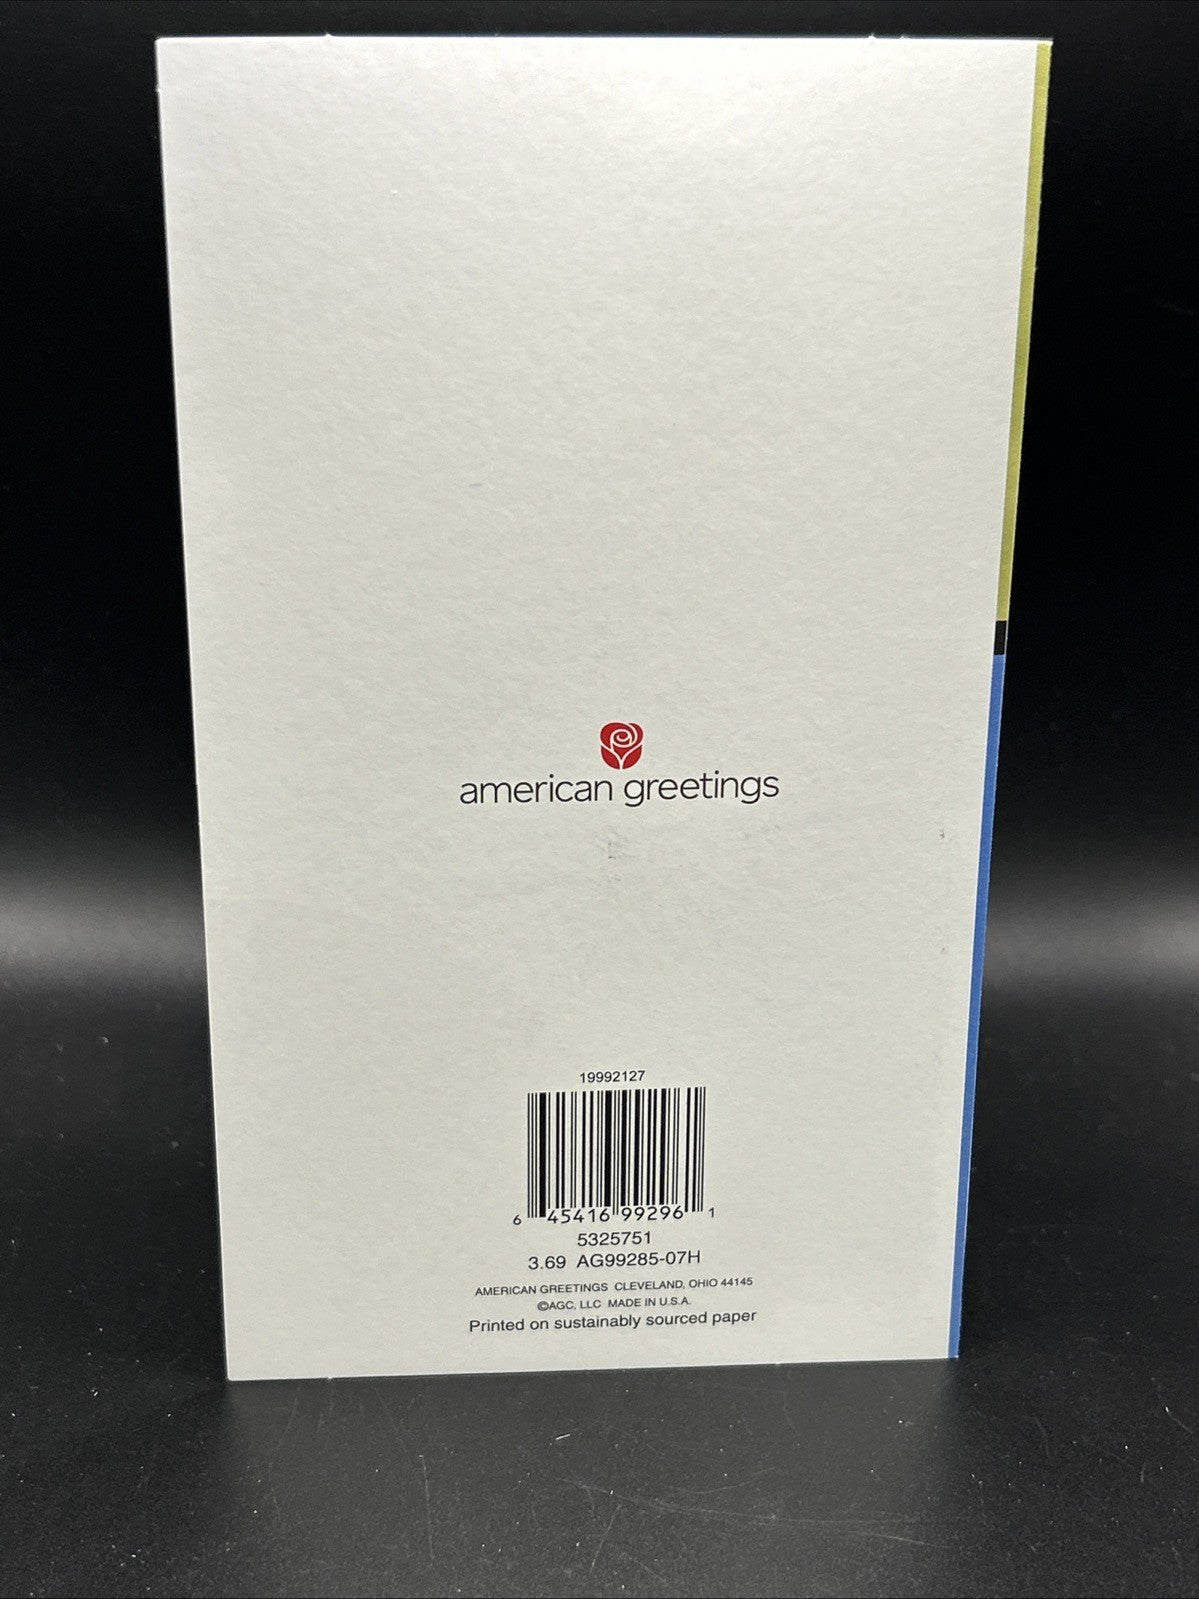 american greetings
19992127
6 45416 99296 1
5325751
3.69 AG99285-07H
AMERICAN GREETINGS CLEVELAND, OHIO 44145
©AGC, LLC MADE IN U.S.A.
Printed on sustainably sourced paper